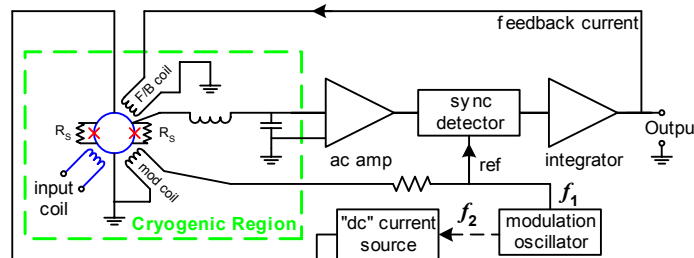 feedback current
F/B coil
Rs
Rs
input
coil
mod coil
Cryogenic Region
ac amp
sync
detector
ref
integrator
Outpu
f1
f2
"dc" current
source
modulation
oscillator